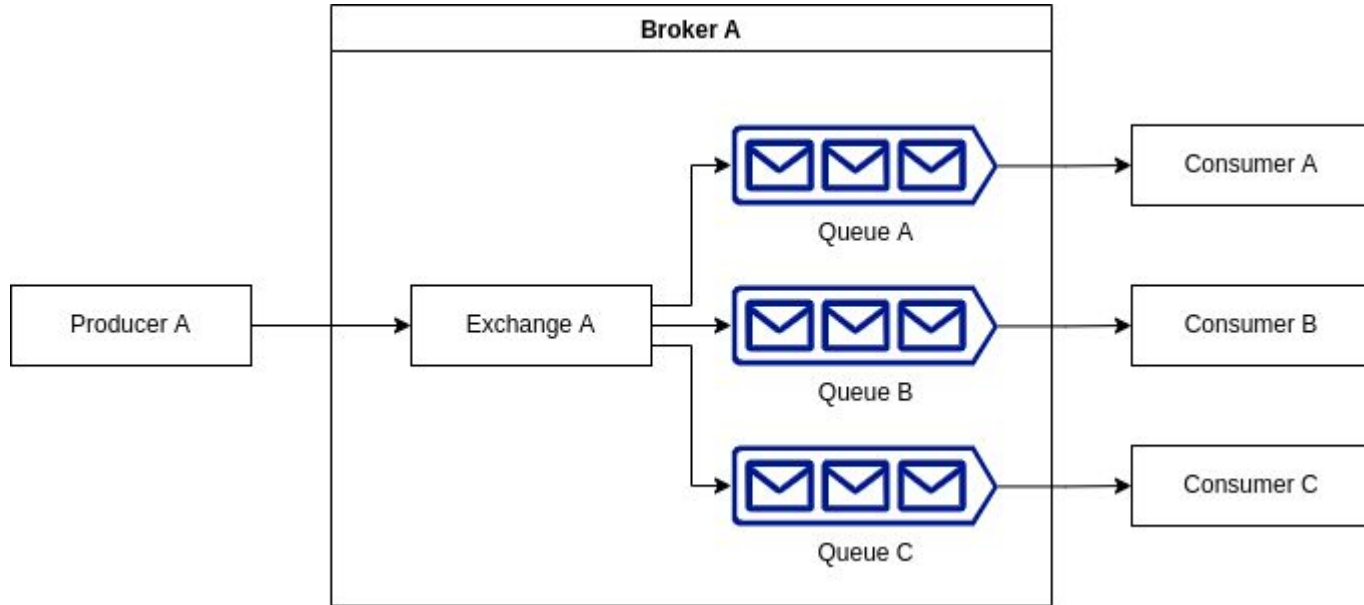 Broker A
Consumer A
Queue A
Producer A
Exchange A
Consumer B
Queue B
Consumer C
Queue C